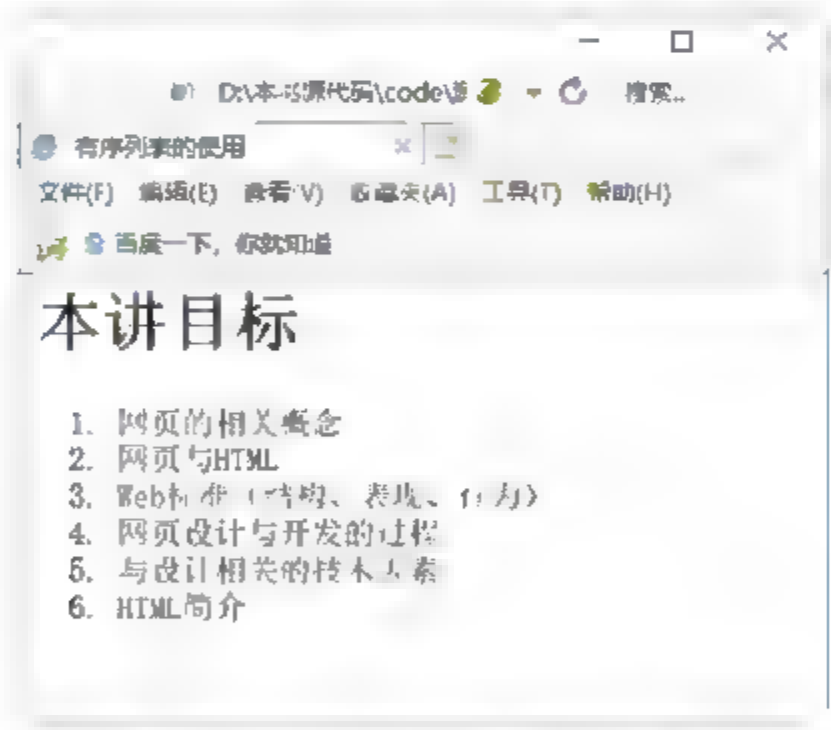 D:\本书源代码\code\ 搜索...
有序列表的使用
文件(F) 编辑(E) 查看(V) 收藏夹(A) 工具(T) 帮助(H)
百度一下，你就知道
本讲目标
1. 网页的相关概念
2. 网页与HTML
3. Web标准（结构、表现、行为）
4. 网页设计与开发的过程
5. 与设计相关的技术因素
6. HTML简介